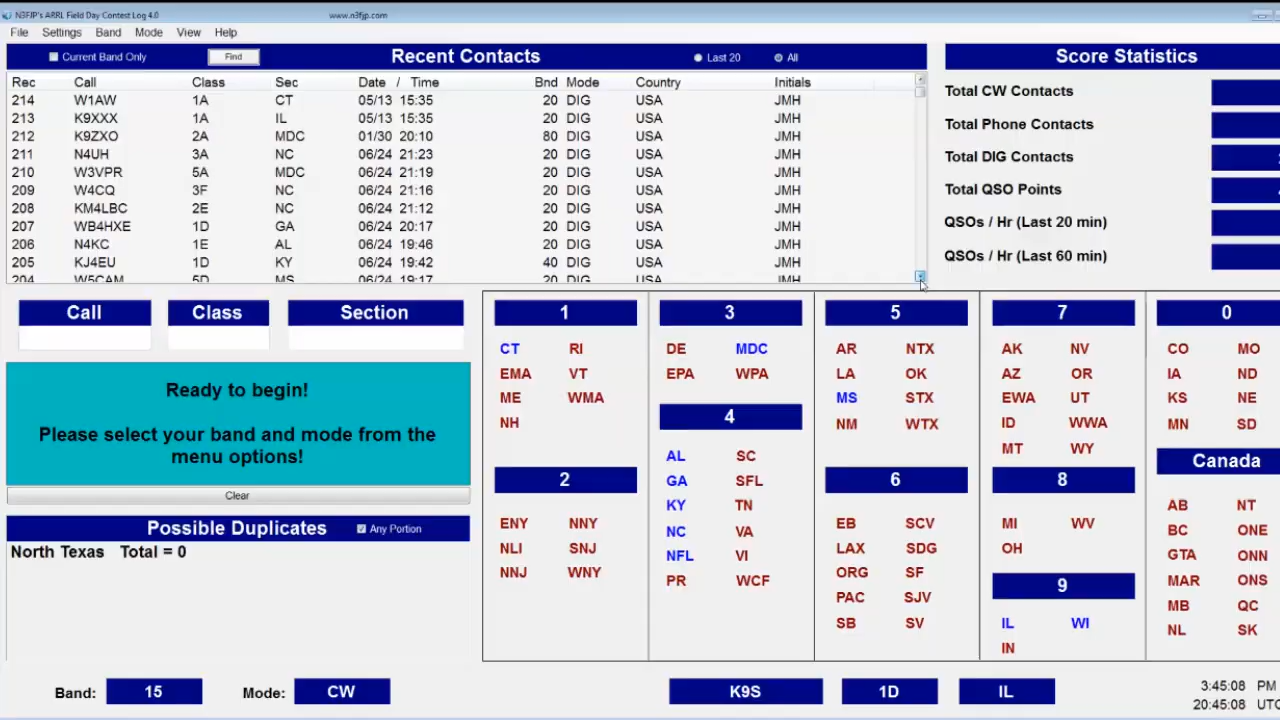 N3FJP's ARRL Field Day Contest Log 4.0 www.n3fjp.com
File Settings Band Mode View Help
Current Band Only Find Recent Contacts Last 20 All
Rec Call Class Sec Date / Time Bnd Mode Country Initials
214 W1AW 1A CT 05/13 15:35 20 DIG USA JMH
213 K9XXX 1A IL 05/13 15:35 20 DIG USA JMH
212 K9ZXO 2A MDC 01/30 20:10 80 DIG USA JMH
211 N4UH 3A NC 06/24 21:23 20 DIG USA JMH
210 W3VPR 5A MDC 06/24 21:19 20 DIG USA JMH
209 W4CQ 3F NC 06/24 21:16 20 DIG USA JMH
208 KM4LBC 2E NC 06/24 21:12 20 DIG USA JMH
207 WB4HXE 1D GA 06/24 20:17 20 DIG USA JMH
206 N4KC 1E AL 06/24 19:46 20 DIG USA JMH
205 KJ4EU 1D KY 06/24 19:42 40 DIG USA JMH
204 W5CAM 5D MS 06/24 19:17 20 DIG USA JMH
Score Statistics
Total CW Contacts
Total Phone Contacts
Total DIG Contacts
Total QSO Points
QSOs / Hr (Last 20 min)
QSOs / Hr (Last 60 min)
Call Class Section
Ready to begin!
Please select your band and mode from the
menu options!
Clear
Possible Duplicates Any Portion
North Texas Total = 0
1
CT RI
EMA VT
ME WMA
NH
2
ENY NNY
NLI SNJ
NNJ WNY
3
DE MDC
EPA WPA
4
AL SC
GA SFL
KY TN
NC VA
NFL VI
PR WCF
5
AR NTX
LA OK
MS STX
NM WTX
6
EB SCV
LAX SDG
ORG SF
PAC SJV
SB SV
7
AK NV
AZ OR
EWA UT
ID WWA
MT WY
8
MI WV
OH
9
IL WI
IN
0
CO MO
IA ND
KS NE
MN SD
Canada
AB NT
BC ONE
GTA ONN
MAR ONS
MB QC
NL SK
Band: 15 Mode: CW K9S 1D IL
3:45:08 PM
20:45:08 UTC